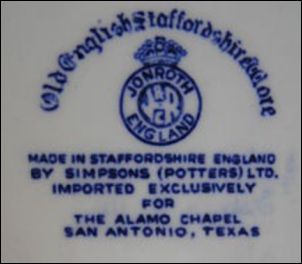 Old English Staffordshire Ware
JONROTH
ENGLAND
MADE IN STAFFORDSHIRE ENGLAND
BY SIMPSONS (POTTERS) LTD.
IMPORTED EXCLUSIVELY
FOR
THE ALAMO CHAPEL
SAN ANTONIO, TEXAS